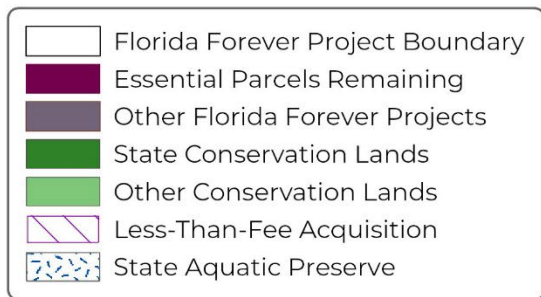 Florida Forever Project Boundary
Essential Parcels Remaining
Other Florida Forever Projects
State Conservation Lands
Other Conservation Lands
Less-Than-Fee Acquisition
State Aquatic Preserve